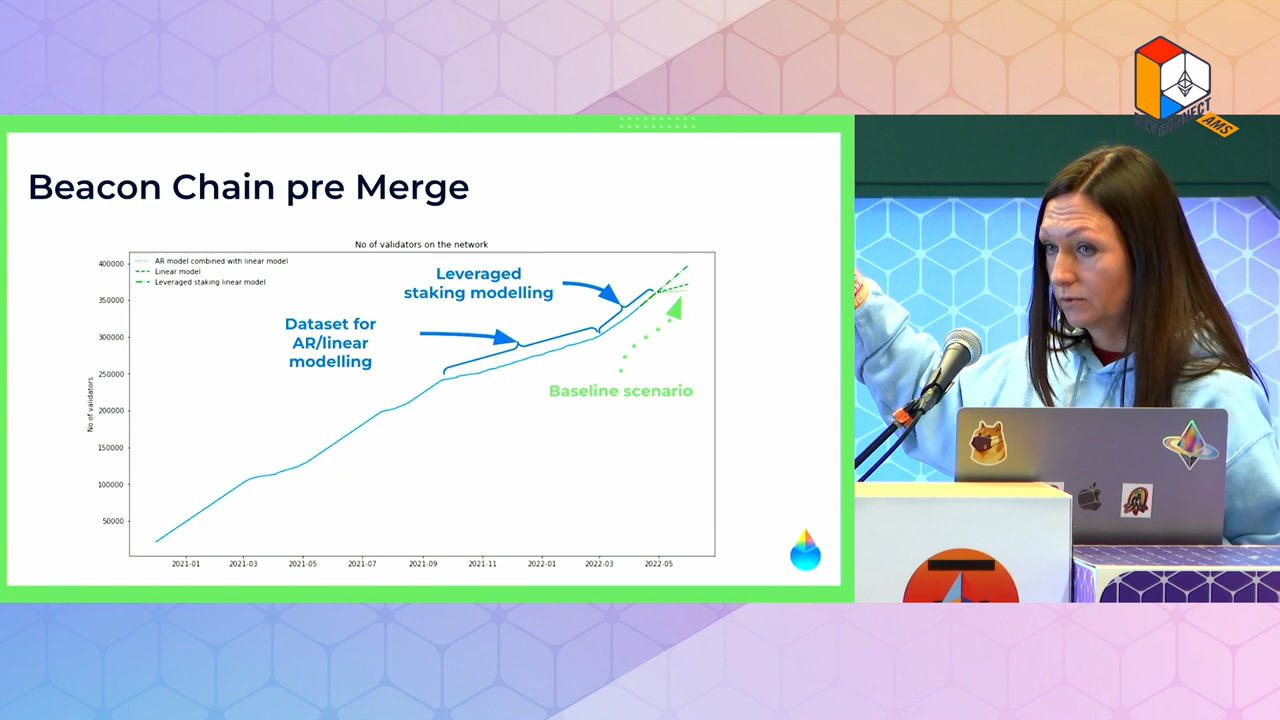 DEVCONNECT
AMS
Beacon Chain pre Merge
No of validators on the network
AR model combined with linear model
Linear model
Leveraged staking linear model
Leveraged
staking modelling
Dataset for
AR/linear
modelling
Baseline scenario
No of validators
400000
350000
300000
250000
200000
150000
100000
50000
2021-01
2021-03
2021-05
2021-07
2021-09
2021-11
2022-01
2022-03
2022-05